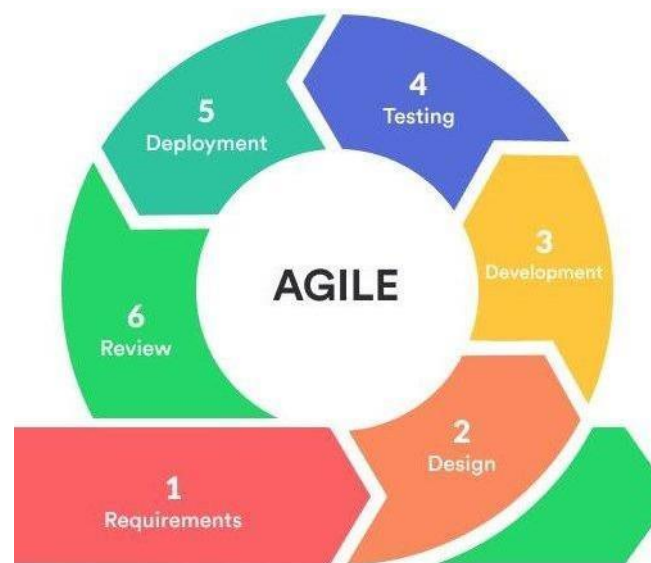 4
Testing
5
Deployment
3
Development
AGILE
6
Review
2
Design
1
Requirements